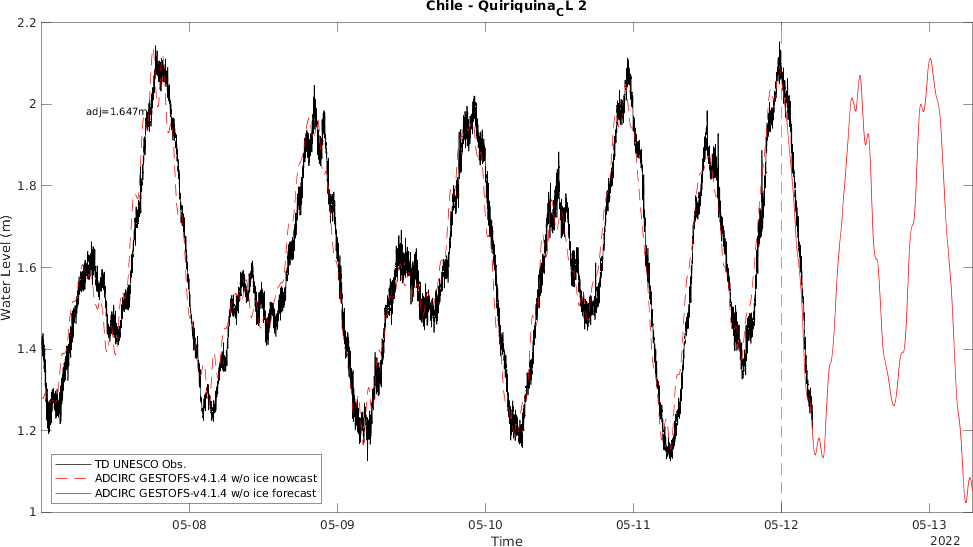 Chile - Quiriquina_CL 2
2.2
2
1.8
1.6
1.4
1.2
1
Water Level (m)
adj=1.647m
TD UNESCO Obs.
ADCIRC GESTOFS-v4.1.4 w/o ice nowcast
ADCIRC GESTOFS-v4.1.4 w/o ice forecast
05-08
05-09
05-10
05-11
05-12
05-13
Time
2022